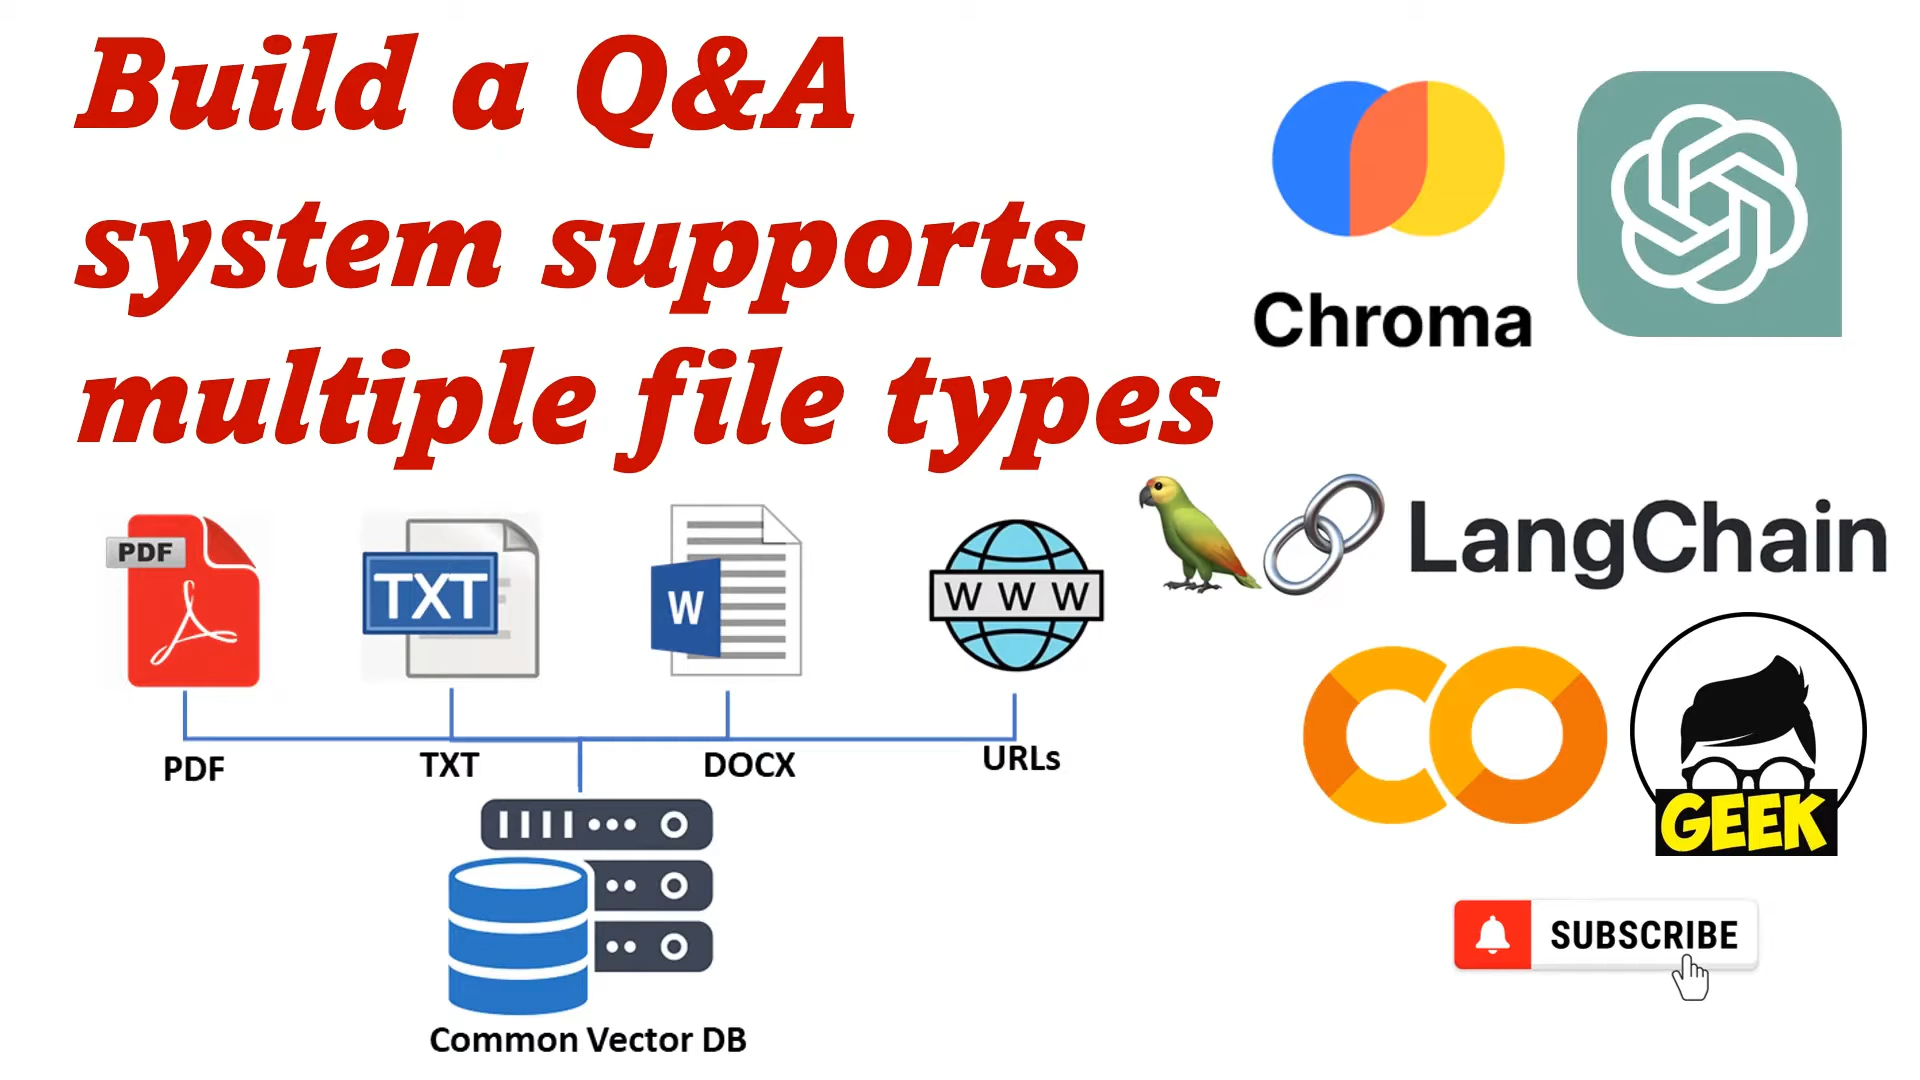 Build a Q&A
system supports
multiple file types
Chroma
LangChain
PDF
TXT
W
WWW
PDF
TXT
DOCX
URLs
GEEK
SUBSCRIBE
Common Vector DB